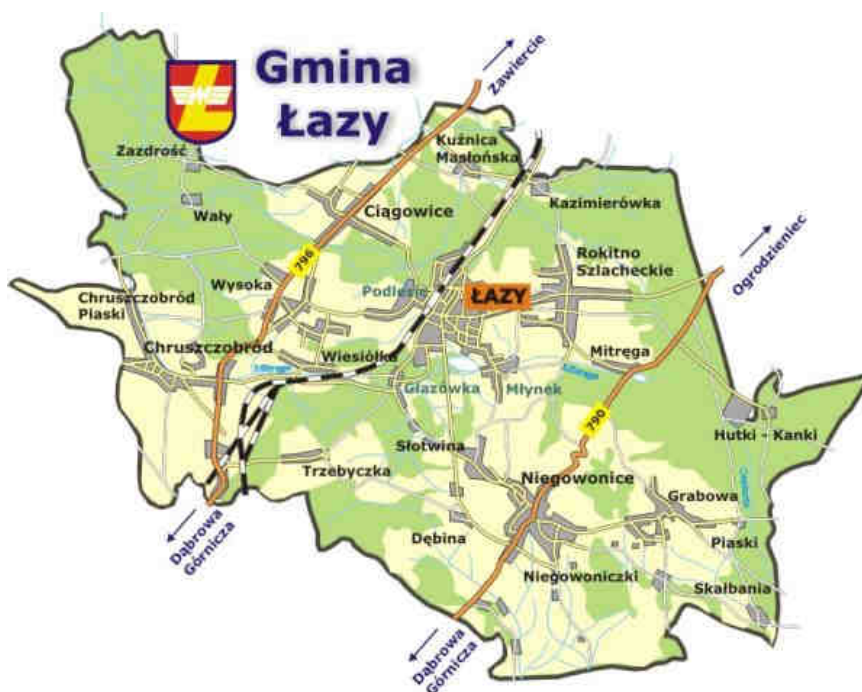 Gmina
Łazy
Zawiercie
Kuźnica
Masłońska
Zazdrość
Kazimierówka
Wały
Ciągowice
Rokitno
Szlacheckie
Ogrodzieniec
796
Wysoka
Podlesie
ŁAZY
Chruszczobród
Piaski
Chruszczobród
Wiesiółka
Mitręga
Głazówka
Młynek
790
Hutki - Kanki
Słotwina
Trzebyczka
Niegowonice
Grabowa
Dąbrowa
Górnicza
Dębina
Piaski
Niegowoniczki
Skałbania
Dąbrowa
Górnicza